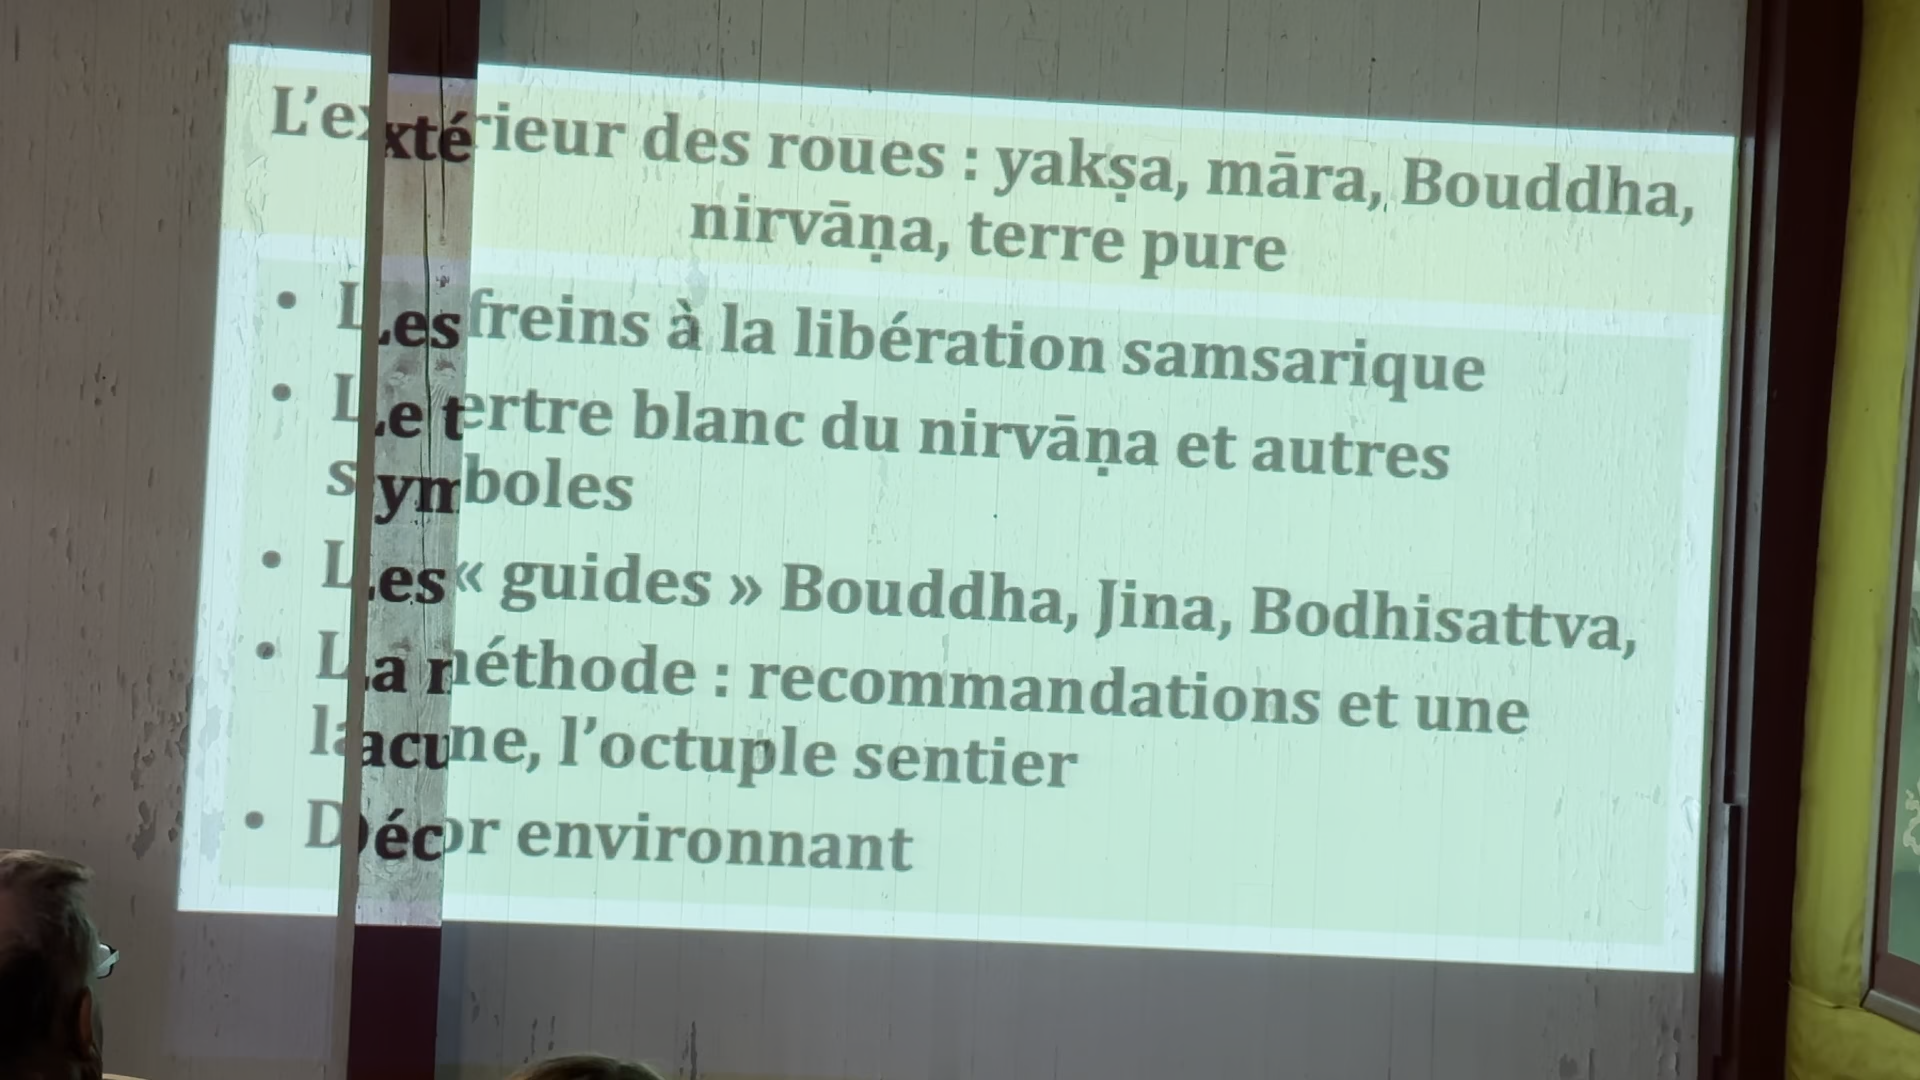 L’extérieur des roues : yakṣa, māra, Bouddha,
nirvāṇa, terre pure
• Les freins à la libération samsarique
• Le tertre blanc du nirvāṇa et autres
symboles
• Les « guides » Bouddha, Jina, Bodhisattva,
• La méthode : recommandations et une
lacune, l’octuple sentier
• Décor environnant